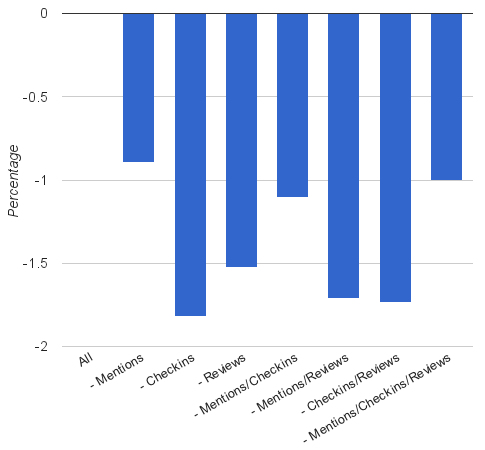 0
-0.5
-1
-1.5
-2
Percentage
All
- Mentions
- Checkins
- Reviews
- Mentions/Checkins
- Mentions/Reviews
- Checkins/Reviews
- Mentions/Checkins/Reviews